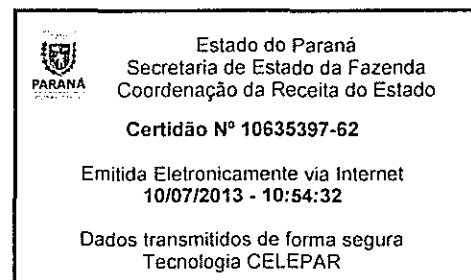 PARANÁ
Estado do Paraná
Secretaria de Estado da Fazenda
Coordenação da Receita do Estado
Certidão Nº 10635397-62
Emitida Eletronicamente via Internet
10/07/2013 - 10:54:32
Dados transmitidos de forma segura
Tecnologia CELEPAR